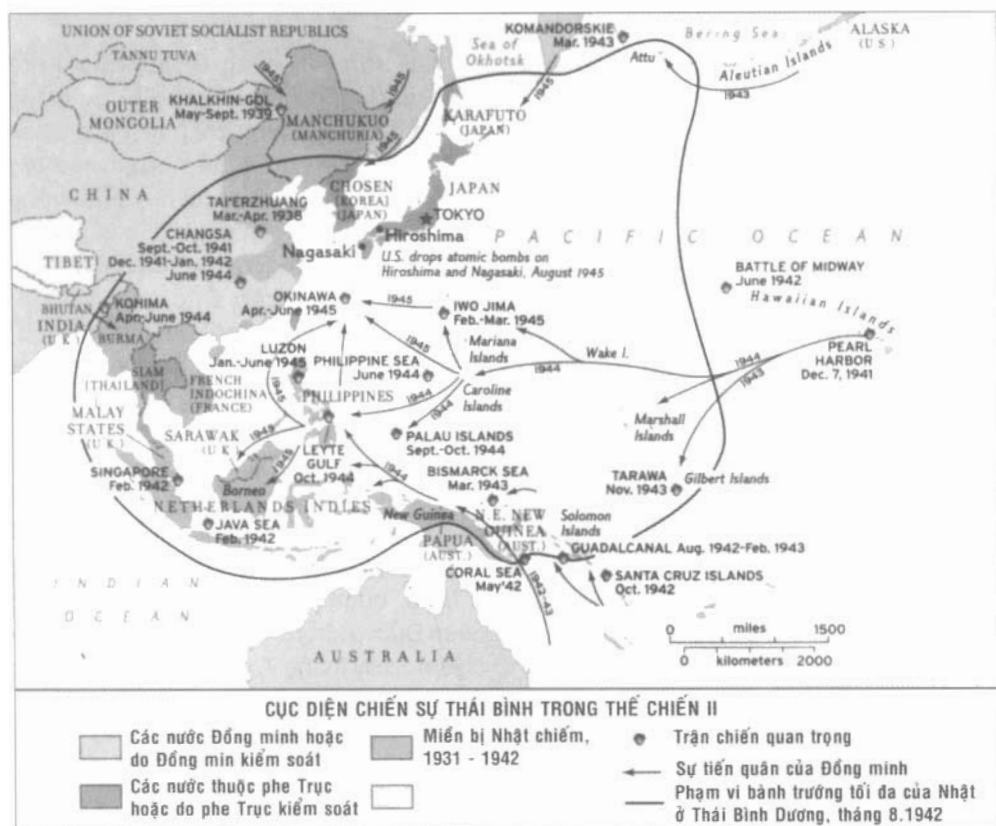 UNION OF SOVIET SOCIALIST REPUBLICS
TANNU TUVA
KOMANDORSKIE
Mar. 1943
Sea of
Okhotsk
Bering Sea
ALASKA
(U S )
Attu
Aleutian Islands
1943
1945
1945
1945
KHALKHIN-GOL
May-Sept. 1939
OUTER
MONGOLIA
MANCHUKUO
(MANCHURIA)
KARAFUTO
(JAPAN)
1945
CHINA
CHOSEN
(KOREA)
(JAPAN)
JAPAN
TAI'ERZHUANG
Mar.-Apr. 1938
TOKYO
CHANGSA
Sept.-Oct. 1941
Dec. 1941-Jan. 1942
June 1944
Hiroshima
Nagasaki
PACIFIC OCEAN
U.S. drops atomic bombs on
Hiroshima and Nagasaki, August 1945
TIBET
BATTLE OF MIDWAY
June 1942
Hawaiian Islands
BHUTAN
INDIA
(U K )
KOHIMA
Apr.-June 1944
BURMA
OKINAWA
Apr.-June 1945
1945
IWO JIMA
Feb.-Mar. 1945
PEARL
HARBOR
Dec. 7, 1941
LUZON
Jan.-June 1945
PHILIPPINE SEA
June 1944
1945
Mariana
Islands
Wake I.
1944
1944
1943
SIAM
(THAILAND)
FRENCH
INDOCHINA
(FRANCE)
1945
PHILIPPINES
1944
1944
Caroline
Islands
Marshall
Islands
MALAY
STATES
(U K.)
SARAWAK
(U K )
1945
1945
LEYTE
GULF
Oct. 1944
PALAU ISLANDS
Sept.-Oct. 1944
SINGAPORE
Feb. 1942
Borneo
1944
BISMARCK SEA
Mar. 1943
TARAWA
Nov. 1943
Gilbert Islands
NETHERLANDS INDIES
JAVA SEA
Feb. 1942
New Guinea
N.E. NEW
GUINEA
(AUST.)
Solomon
Islands
PAPUA
(AUST.)
GUADALCANAL Aug. 1942-Feb. 1943
CORAL SEA
May'42
1942-43
SANTA CRUZ ISLANDS
Oct. 1942
INDIAN
OCEAN
AUSTRALIA
0 miles 1500
0 kilometers 2000
CỤC DIỆN CHIẾN SỰ THÁI BÌNH TRONG THẾ CHIẾN II
Các nước Đồng minh hoặc
do Đồng min kiểm soát
Các nước thuộc phe Trục
hoặc do phe Trục kiểm soát
Miền bị Nhật chiếm,
1931 - 1942
Trận chiến quan trọng
Sự tiến quân của Đồng minh
Phạm vi bành trướng tối đa của Nhật
ở Thái Bình Dương, tháng 8.1942